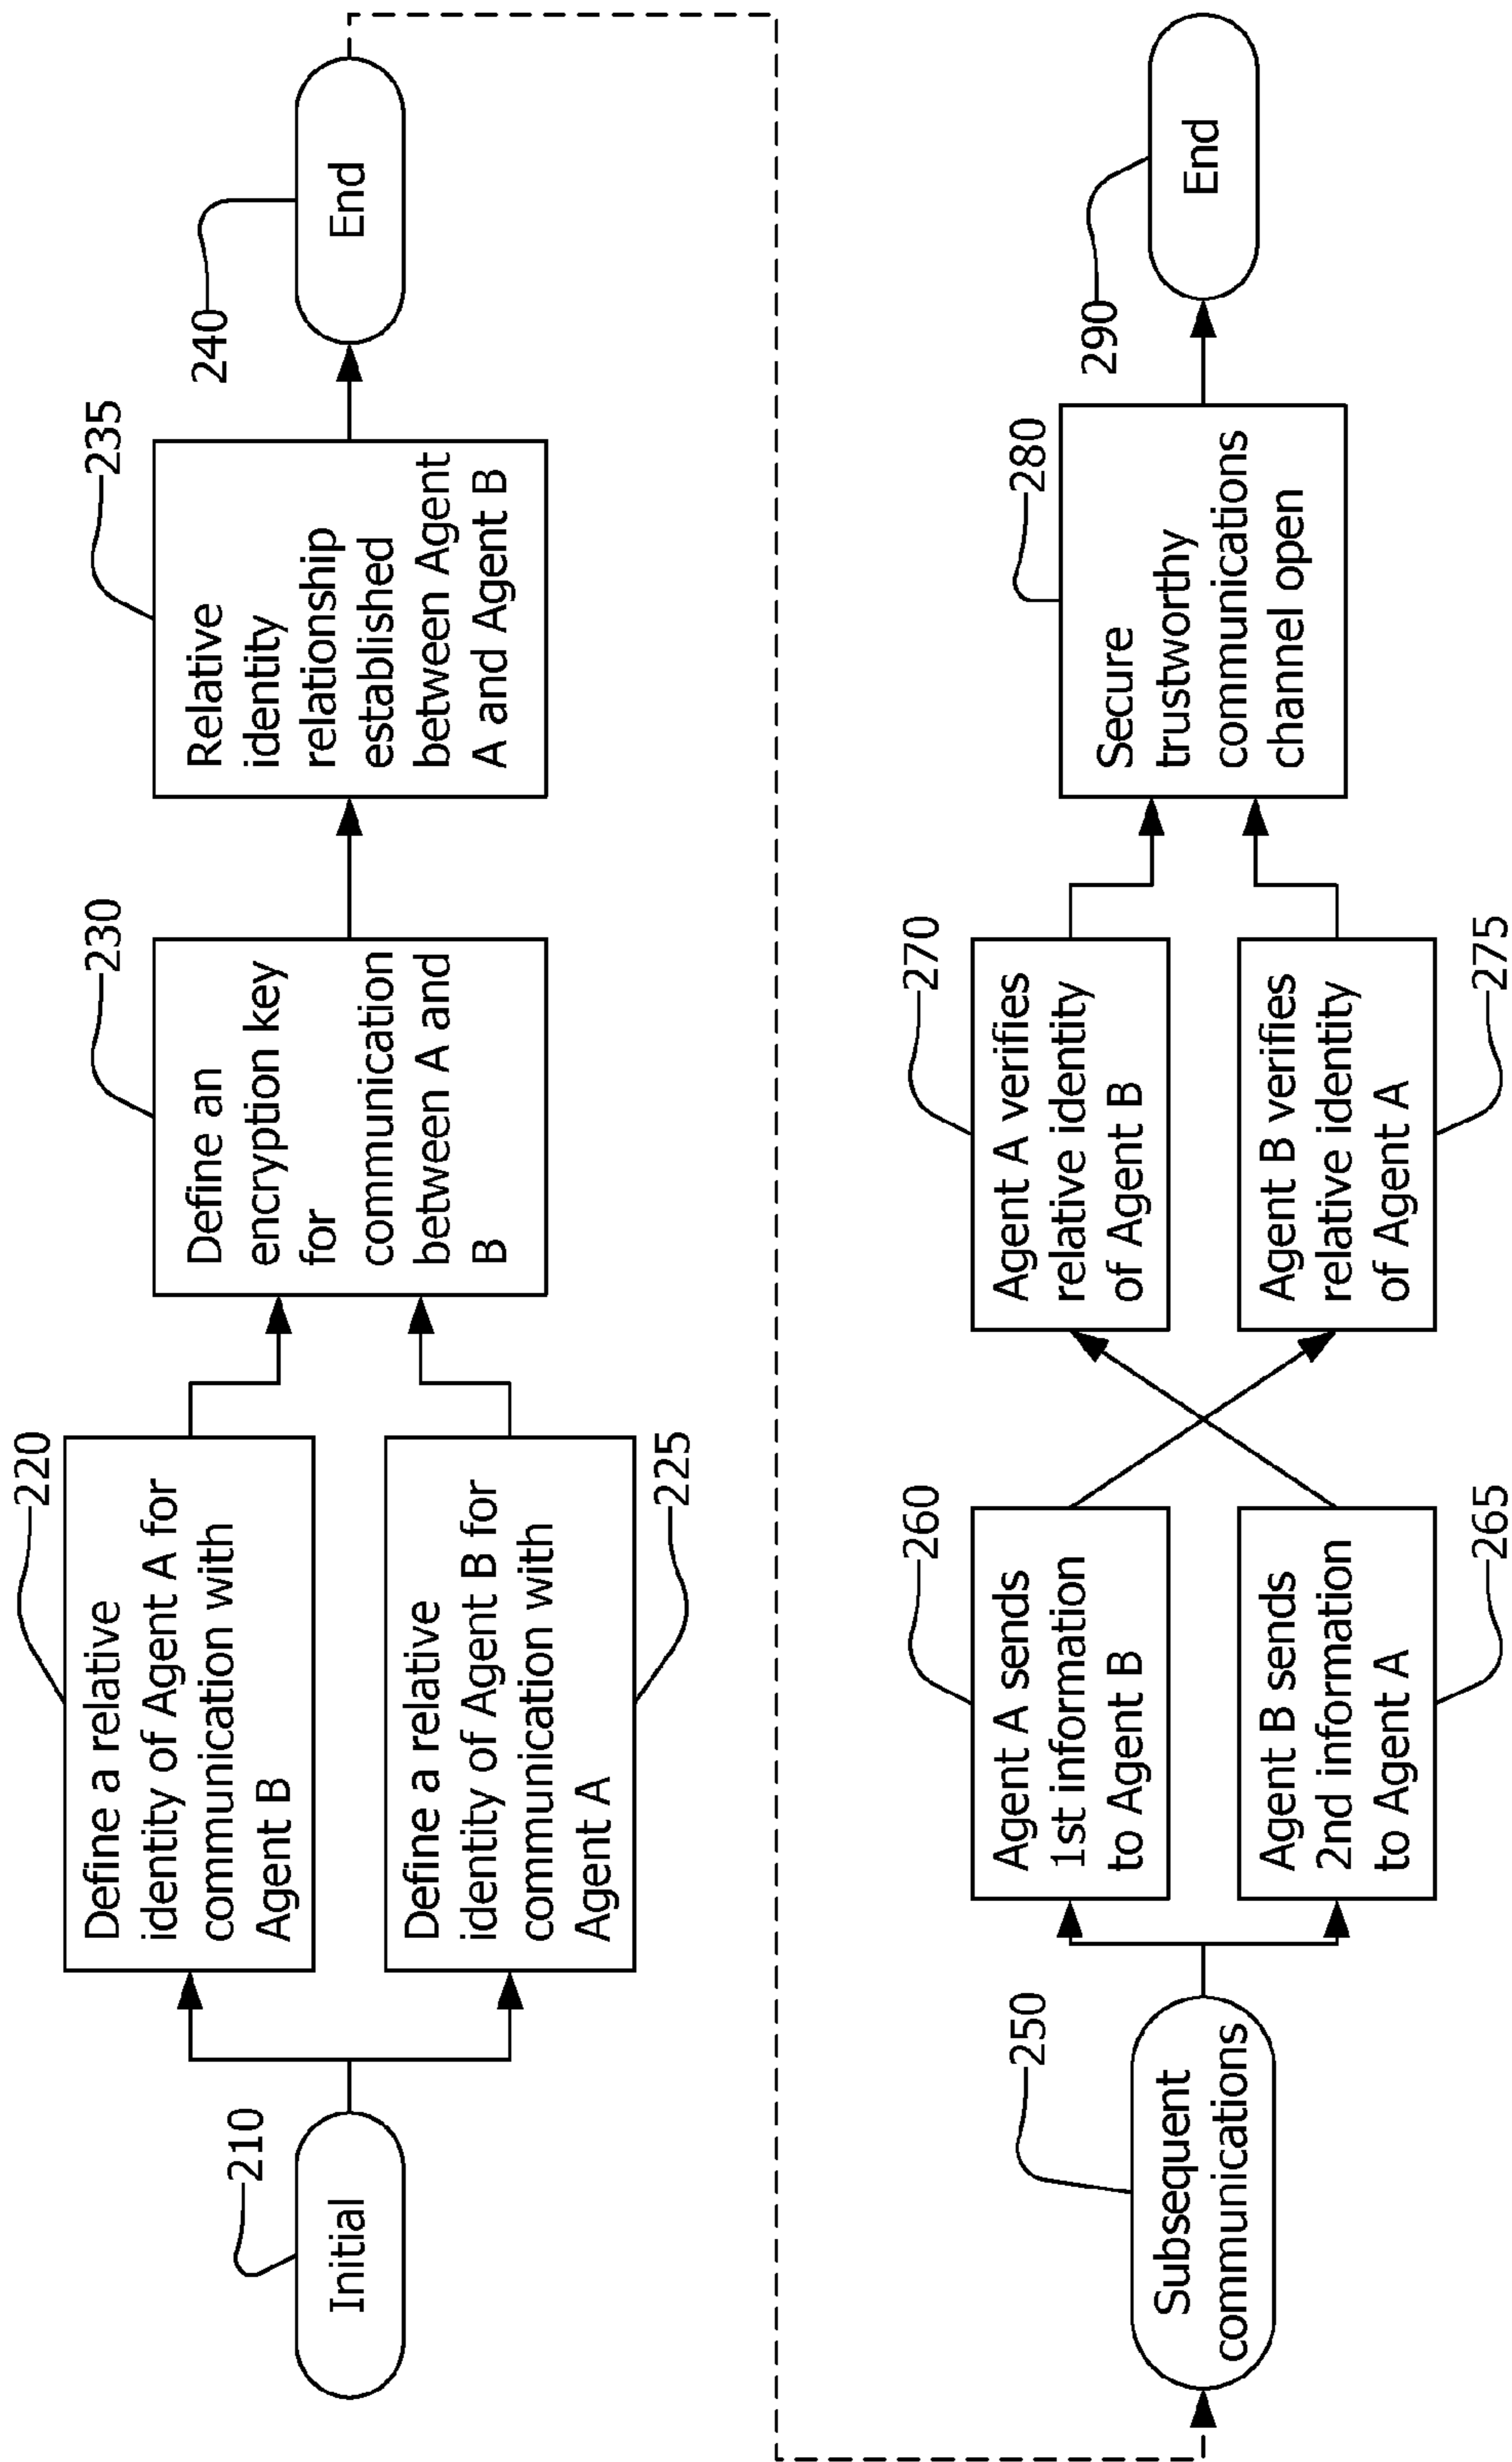 210
Initial
220
Define a relative
identity of Agent A for
communication with
Agent B
Define a relative
identity of Agent B for
communication with
Agent A
225
230
Define an
encryption key
for
communication
between A and
B
235
Relative
identity
relationship
established
between Agent
A and Agent B
240
End
250
Subsequent
communications
260
Agent A sends
1st information
to Agent B
Agent B sends
2nd information
to Agent A
265
270
Agent A verifies
relative identity
of Agent B
Agent B verifies
relative identity
of Agent A
275
280
Secure
trustworthy
communications
channel open
290
End